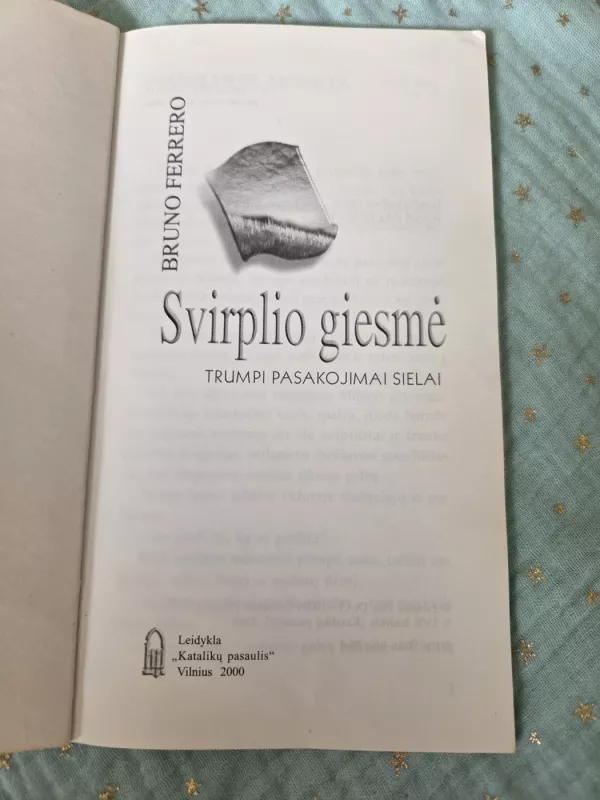 BRUNO FERRERO
Svirplio giesmė
TRUMPI PASAKOJIMAI SIELAI
Leidykla
„Katalikų pasaulis“
Vilnius 2000